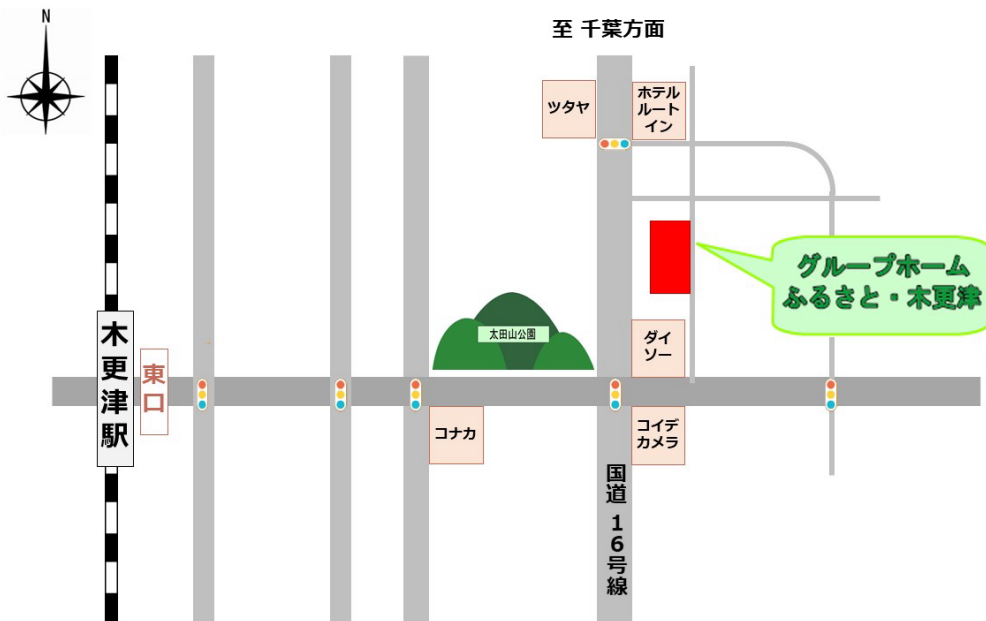 N
至 千葉方面
ツタヤ
ホテル
ルート
イン
グループホーム
ふるさと・木更津
太田山公園
ダイ
ソー
木更津駅
東口
コナカ
コイデ
カメラ
国道 16号線